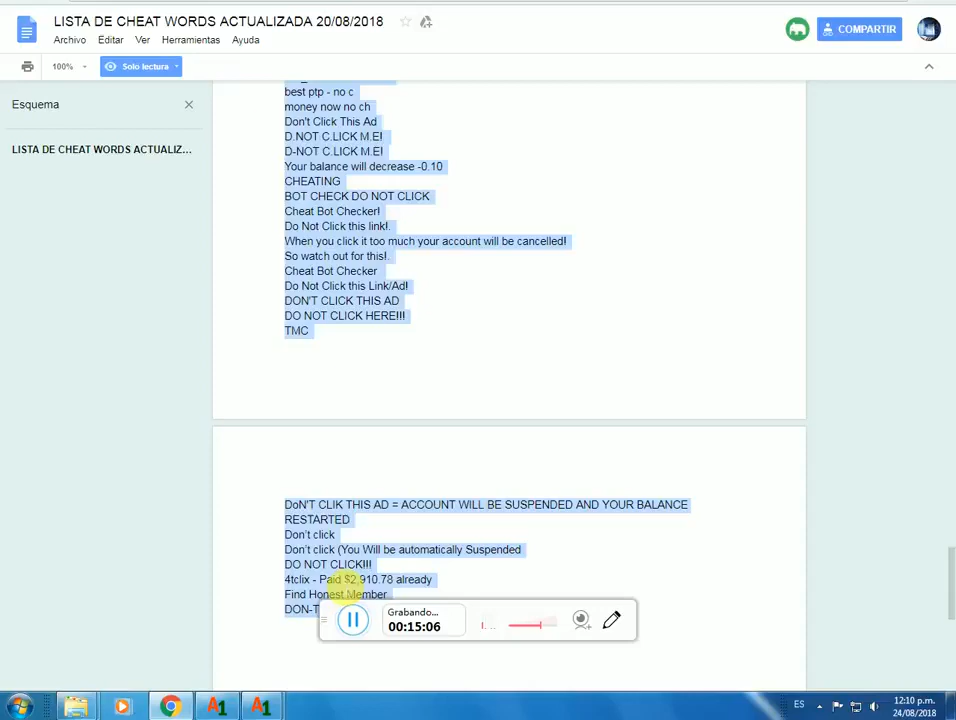 LISTA DE CHEAT WORDS ACTUALIZADA 20/08/2018
Archivo Editar Ver Herramientas Ayuda
COMPARTIR
100% Solo lectura
Esquema
LISTA DE CHEAT WORDS ACTUALIZ...
best ptp - no c
money now no ch
Don't Click This Ad
D.NOT C.LICK M.E!
D-NOT C.LICK M.E!
Your balance will decrease -0.10
CHEATING
BOT CHECK DO NOT CLICK
Cheat Bot Checker!
Do Not Click this link!.
When you click it too much your account will be cancelled!
So watch out for this!.
Cheat Bot Checker
Do Not Click this Link/Ad!
DON'T CLICK THIS AD
DO NOT CLICK HERE!!!
TMC
DoN'T CLIK THIS AD = ACCOUNT WILL BE SUSPENDED AND YOUR BALANCE
RESTARTED
Don't click
Don't click (You Will be automatically Suspended
DO NOT CLICK!!!
4tclix - Paid $2,910.78 already
Find Honest Member
DON-T
Grabando...
00:15:06
I...
A1 A1
ES
12:10 p.m.
24/08/2018